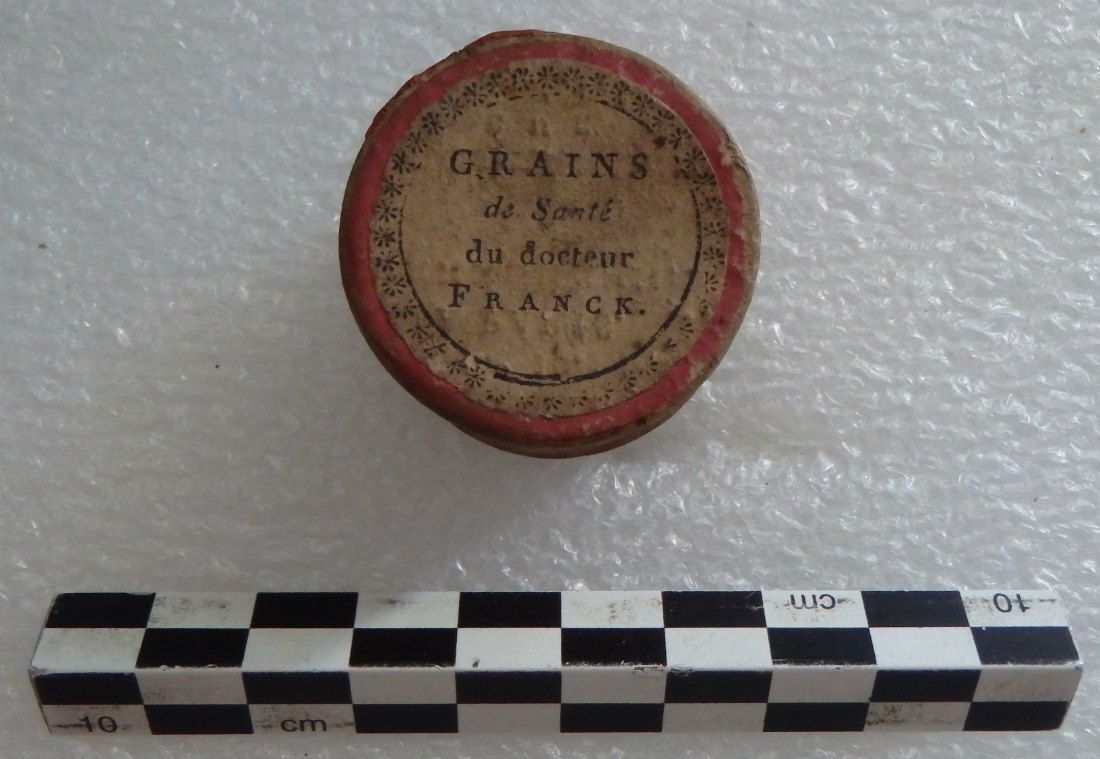 GRAINS
de Santé
du docteur
FRANCK.
cm
10
10 cm